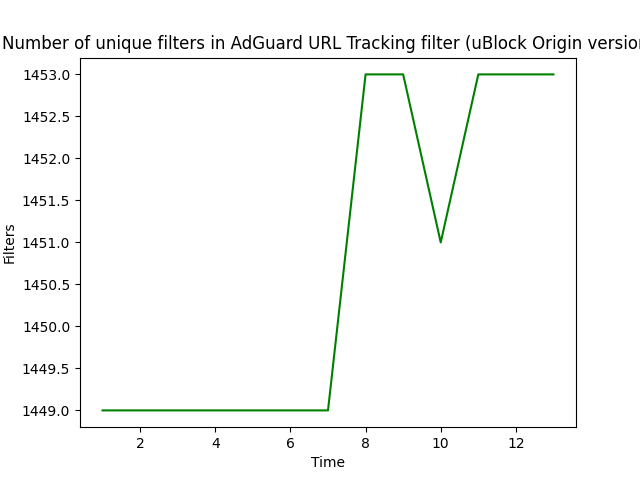 Number of unique filters in AdGuard URL Tracking filter (uBlock Origin version
1453.0
1452.5
1452.0
1451.5
1451.0
1450.5
1450.0
1449.5
1449.0
Filters
2 4 6 8 10 12
Time